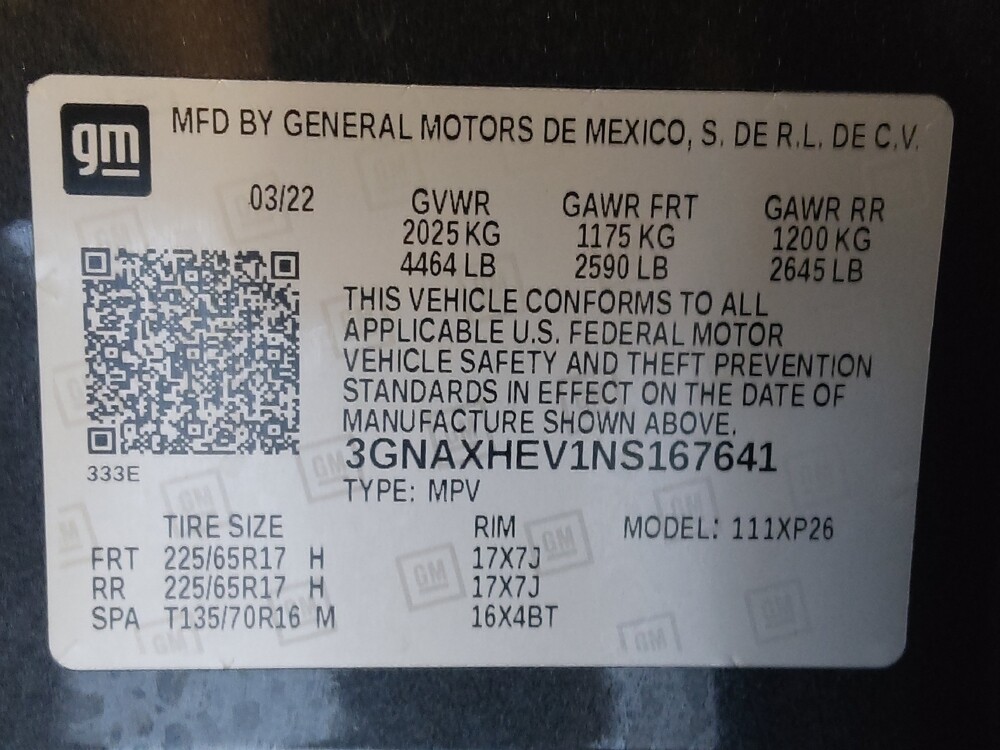 gm
MFD BY GENERAL MOTORS DE MEXICO, S. DE R.L. DE C.V.
03/22 GVWR GAWR FRT GAWR RR
2025 KG 1175 KG 1200 KG
4464 LB 2590 LB 2645 LB
THIS VEHICLE CONFORMS TO ALL
APPLICABLE U.S. FEDERAL MOTOR
VEHICLE SAFETY AND THEFT PREVENTION
STANDARDS IN EFFECT ON THE DATE OF
MANUFACTURE SHOWN ABOVE.
3GNAXHEV1NS167641
333E
TYPE: MPV
TIRE SIZE RIM MODEL: 111XP26
FRT 225/65R17 H 17X7J
RR 225/65R17 H 17X7J
SPA T135/70R16 M 16X4BT